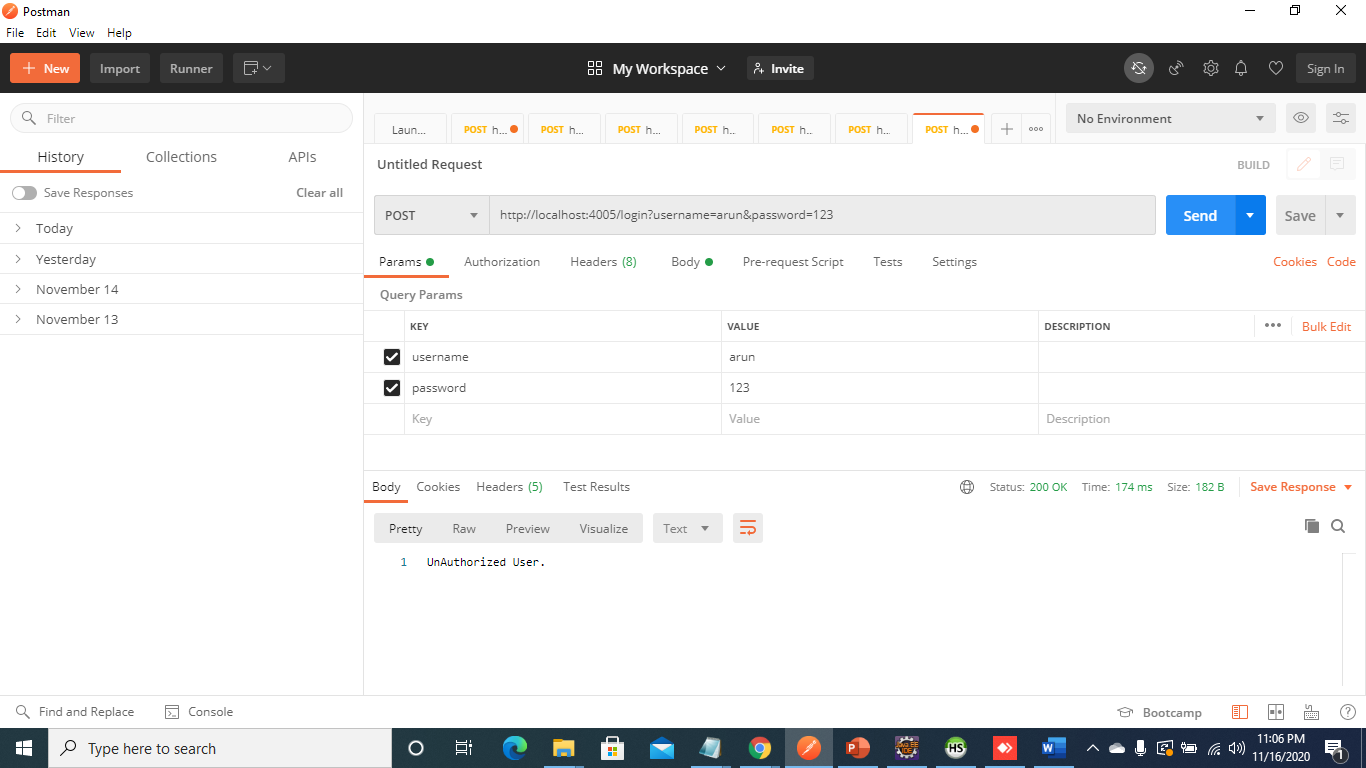 Postman
File Edit View Help
New Import Runner My Workspace Invite Sign In
Filter
History Collections APIs
Save Responses Clear all
Today
Yesterday
November 14
November 13
Laun... POST h... POST h... POST h... POST h... POST h... POST h... POST h... No Environment
Untitled Request BUILD
POST http://localhost:4005/login?username=arun&password=123 Send Save
Params Authorization Headers (8) Body Pre-request Script Tests Settings Cookies Code
Query Params
KEY VALUE DESCRIPTION Bulk Edit
username arun
password 123
Key Value Description
Body Cookies Headers (5) Test Results Status: 200 OK Time: 174 ms Size: 182 B Save Response
Pretty Raw Preview Visualize Text
1 UnAuthorized User.
Find and Replace Console Bootcamp
Type here to search
HS
11:06 PM
11/16/2020
1